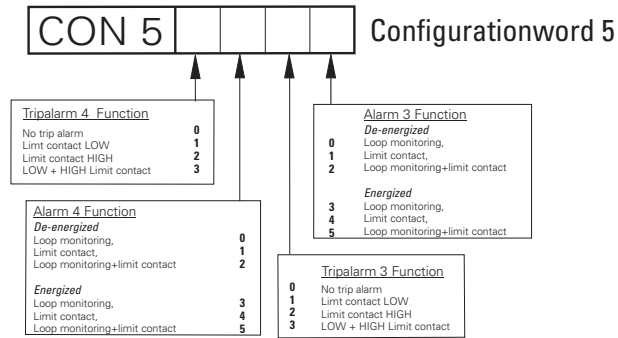 CON 5 Configurationword 5
Tripalarm 4 Function
No trip alarm 0
Limt contact LOW 1
Limit contact HIGH 2
LOW + HIGH Limit contact 3
Alarm 3 Function
De-energized
0 Loop monitoring,
1 Limit contact,
2 Loop monitoring+limit contact
Energized
3 Loop monitoring,
4 Limit contact,
5 Loop monitoring+limit contact
Alarm 4 Function
De-energized
Loop monitoring, 0
Limit contact, 1
Loop monitoring+limit contact 2
Energized
Loop monitoring, 3
Limit contact, 4
Loop monitoring+limit contact 5
Tripalarm 3 Function
0 No trip alarm
1 Limt contact LOW
2 Limit contact HIGH
3 LOW + HIGH Limit contact